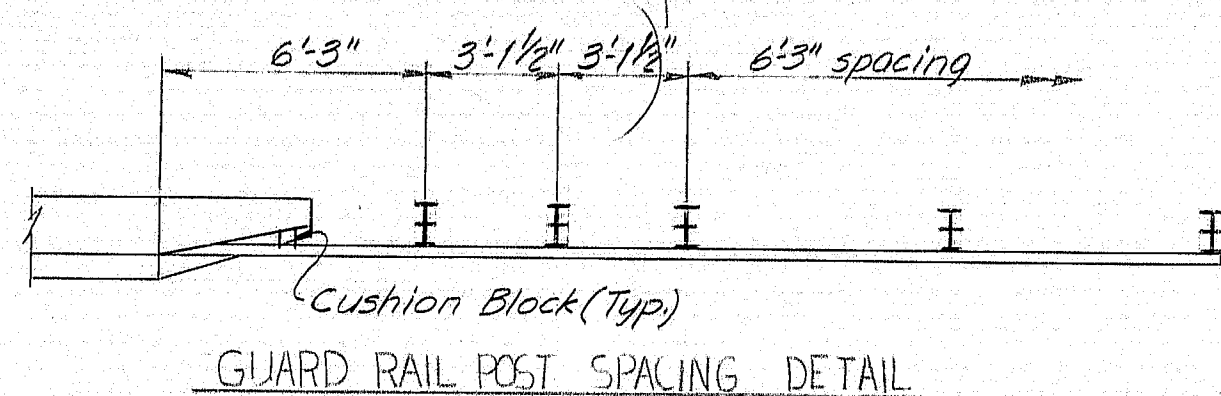 6'-3" 3'-1½" 3'-1½" 6'-3" spacing
Cushion Block (Typ.)
GUARD RAIL POST SPACING DETAIL